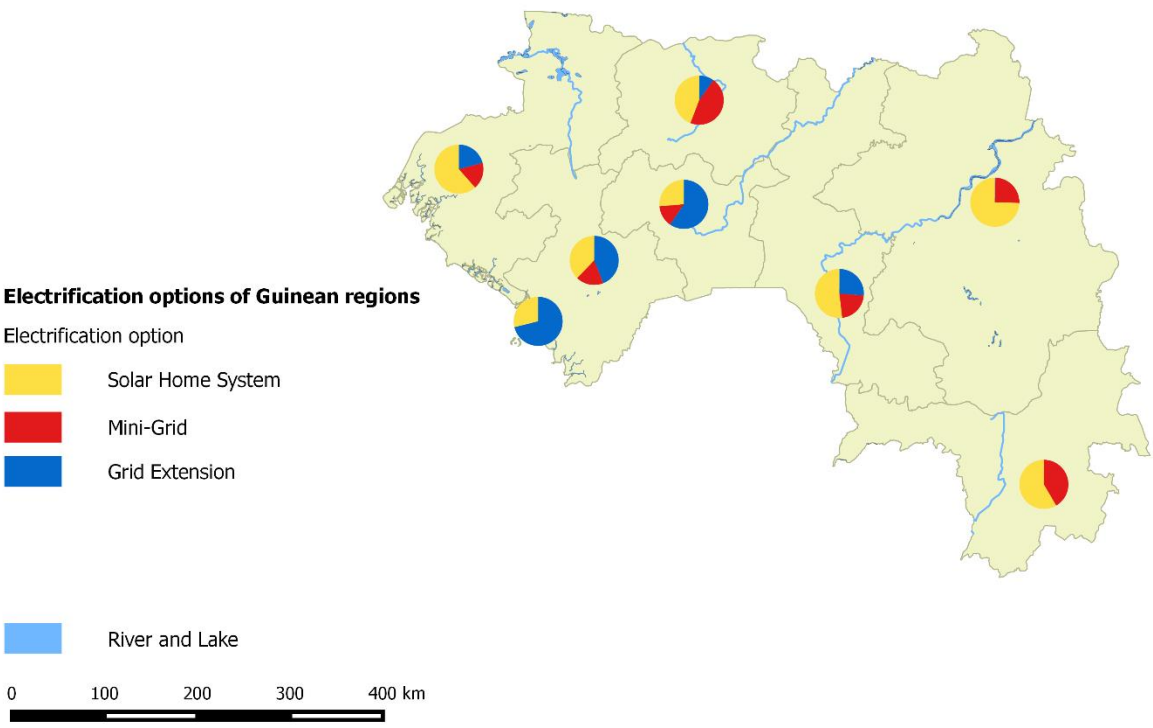 Electrification options of Guinean regions
Electrification option
Solar Home System
Mini-Grid
Grid Extension
River and Lake
0 100 200 300 400 km